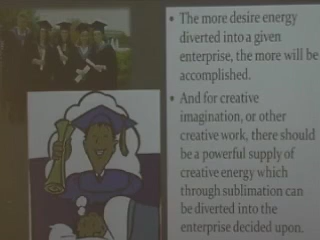 • The more desire energy
diverted into a given
enterprise, the more will be
accomplished.
• And for creative
imagination, or other
creative work, there should
be a powerful supply of
creative energy which
through sublimation can
be diverted into the
enterprise decided upon.